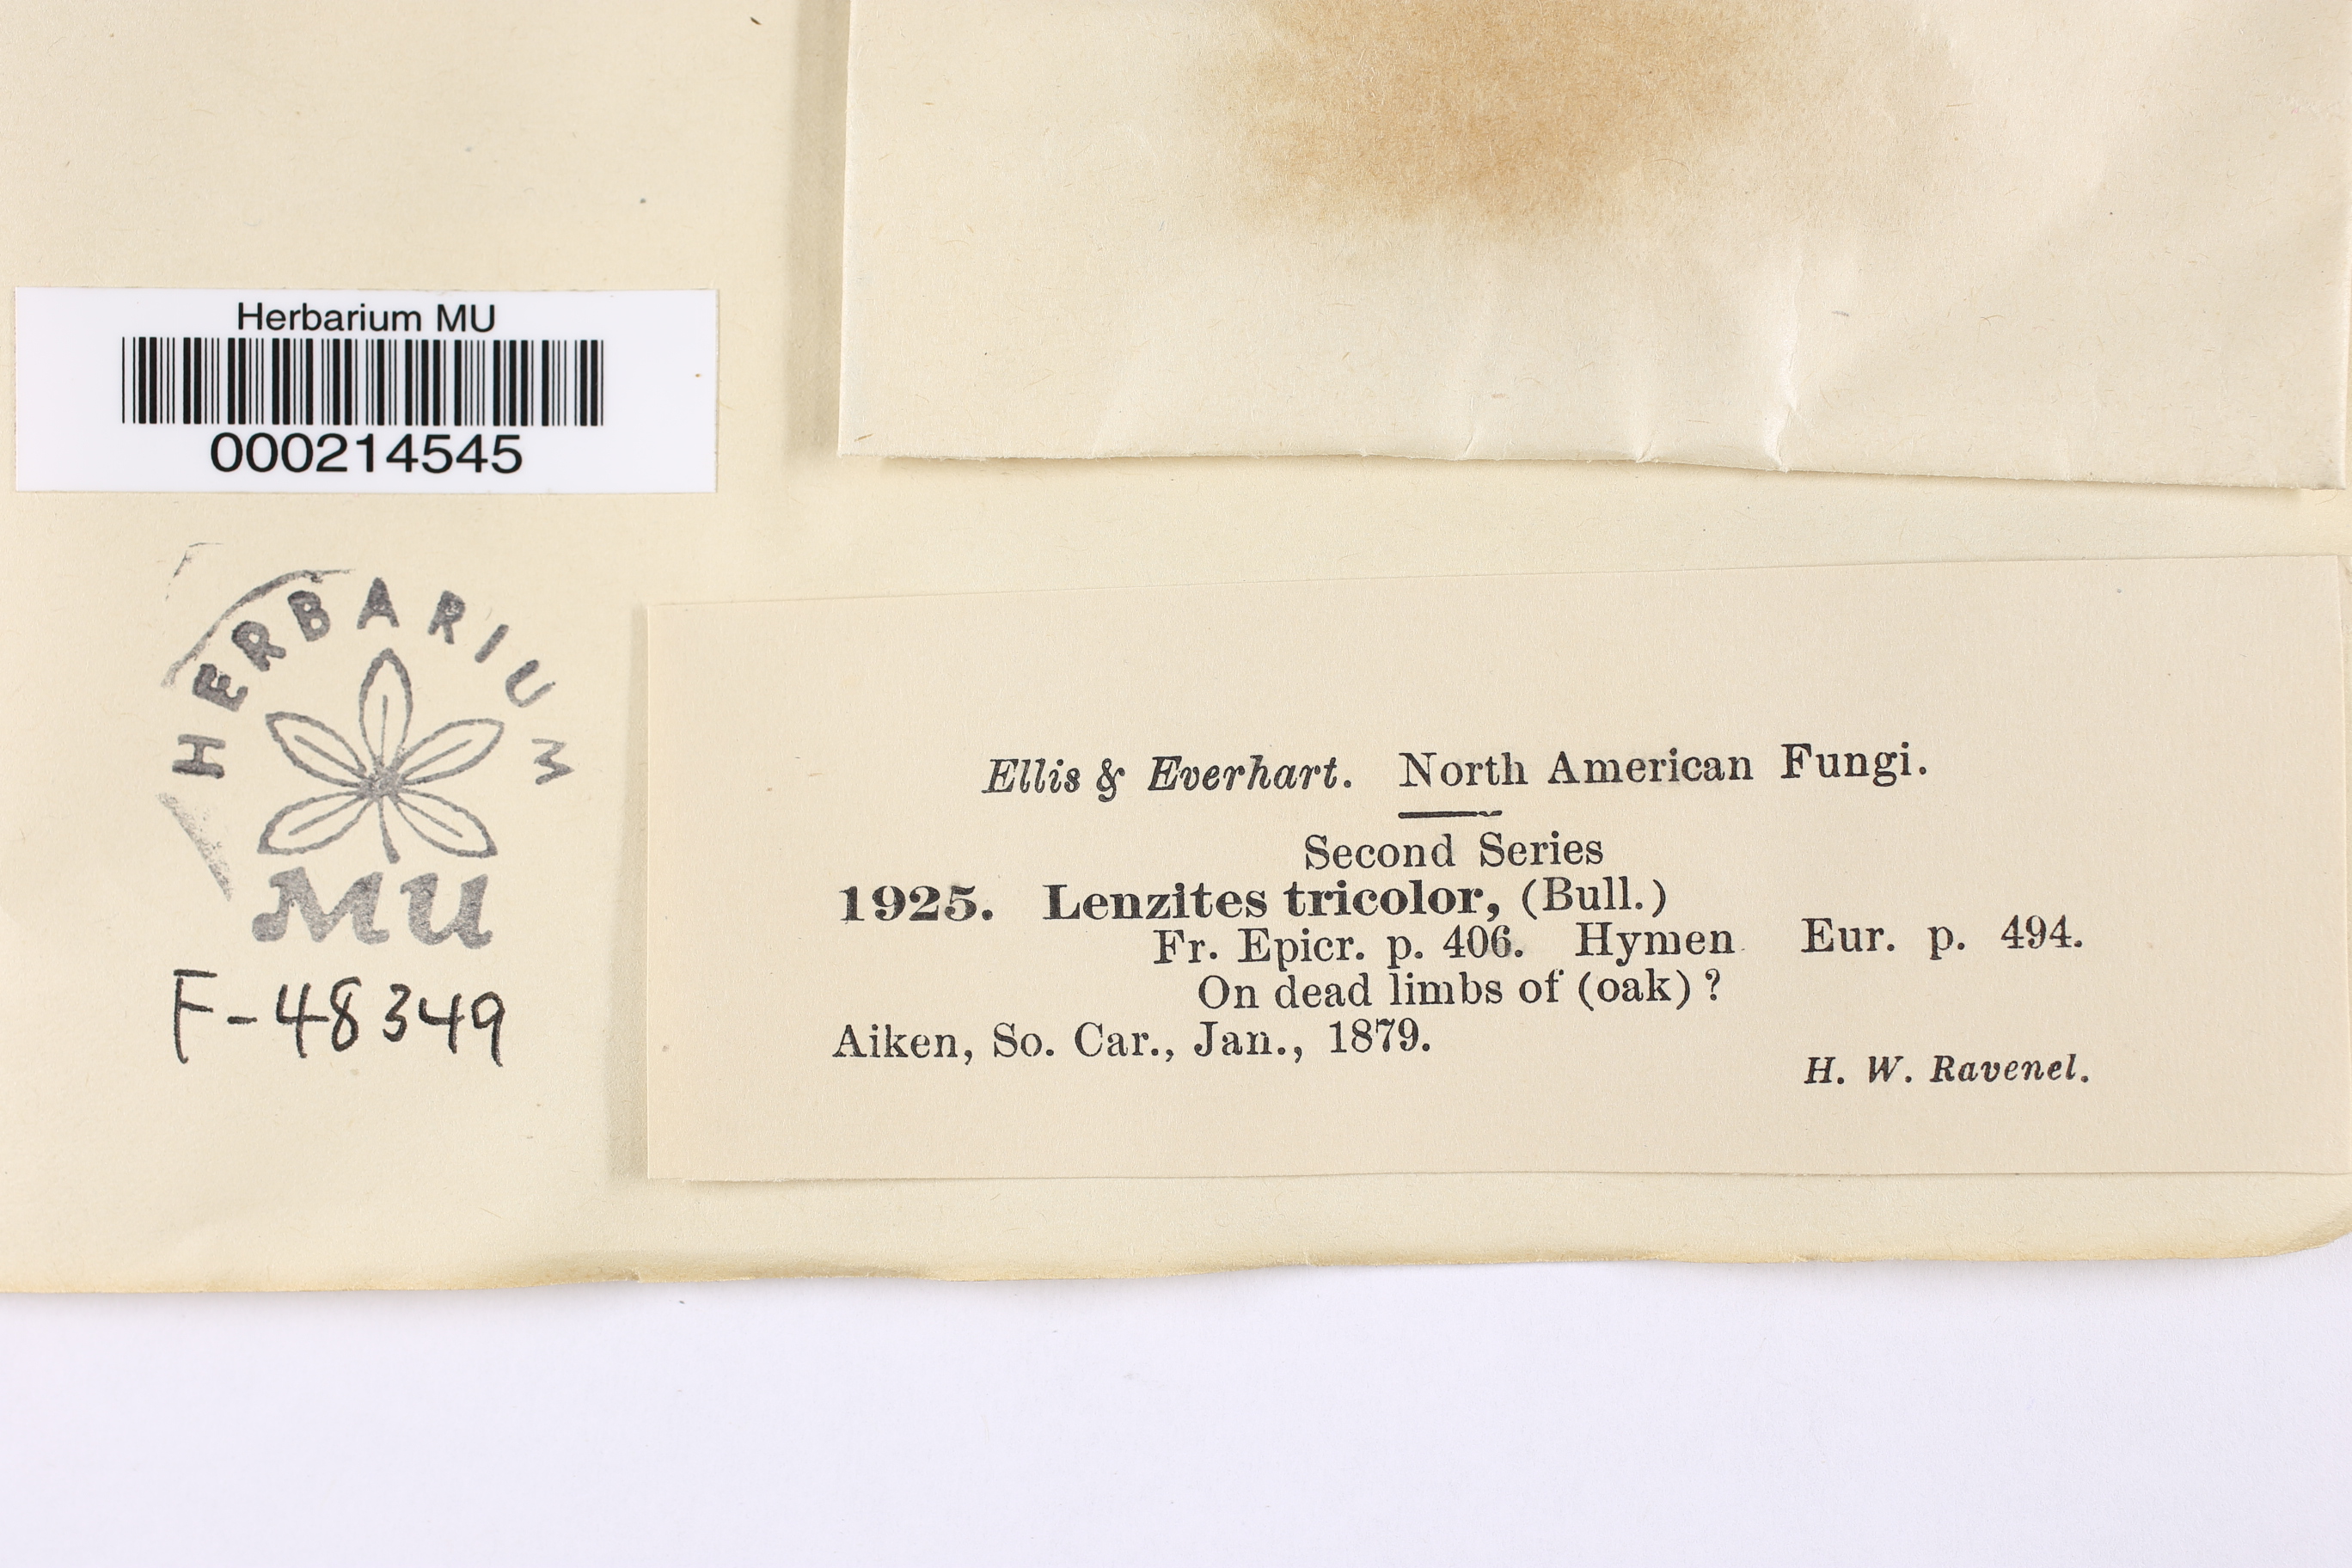 Herbarium MU
000214545
HERBARIUM
MU
F-48349
Ellis & Everhart. North American Fungi.
Second Series
1925. Lenzites tricolor, (Bull.)
Fr. Epicr. p. 406. Hymen Eur. p. 494.
On dead limbs of (oak)?
Aiken, So. Car., Jan., 1879.
H. W. Ravenel.